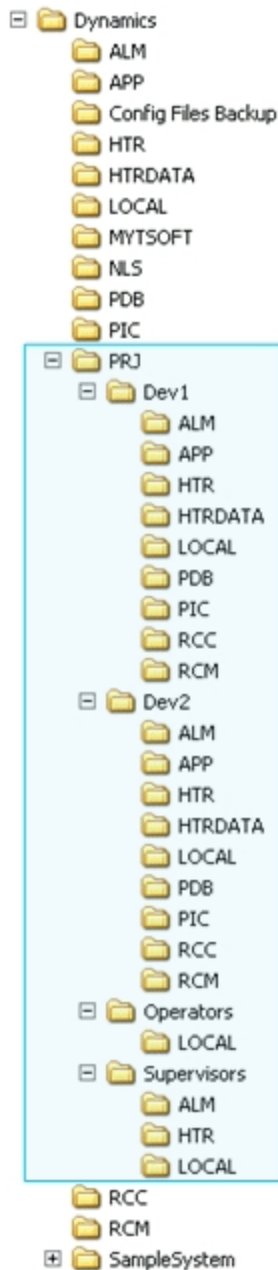 Dynamics
ALM
APP
Config Files Backup
HTR
HTRDATA
LOCAL
MYTSOFT
NLS
PDB
PIC
PRJ
Dev1
ALM
APP
HTR
HTRDATA
LOCAL
PDB
PIC
RCC
RCM
Dev2
ALM
APP
HTR
HTRDATA
LOCAL
PDB
PIC
RCC
RCM
Operators
LOCAL
Supervisors
ALM
HTR
LOCAL
RCC
RCM
SampleSystem